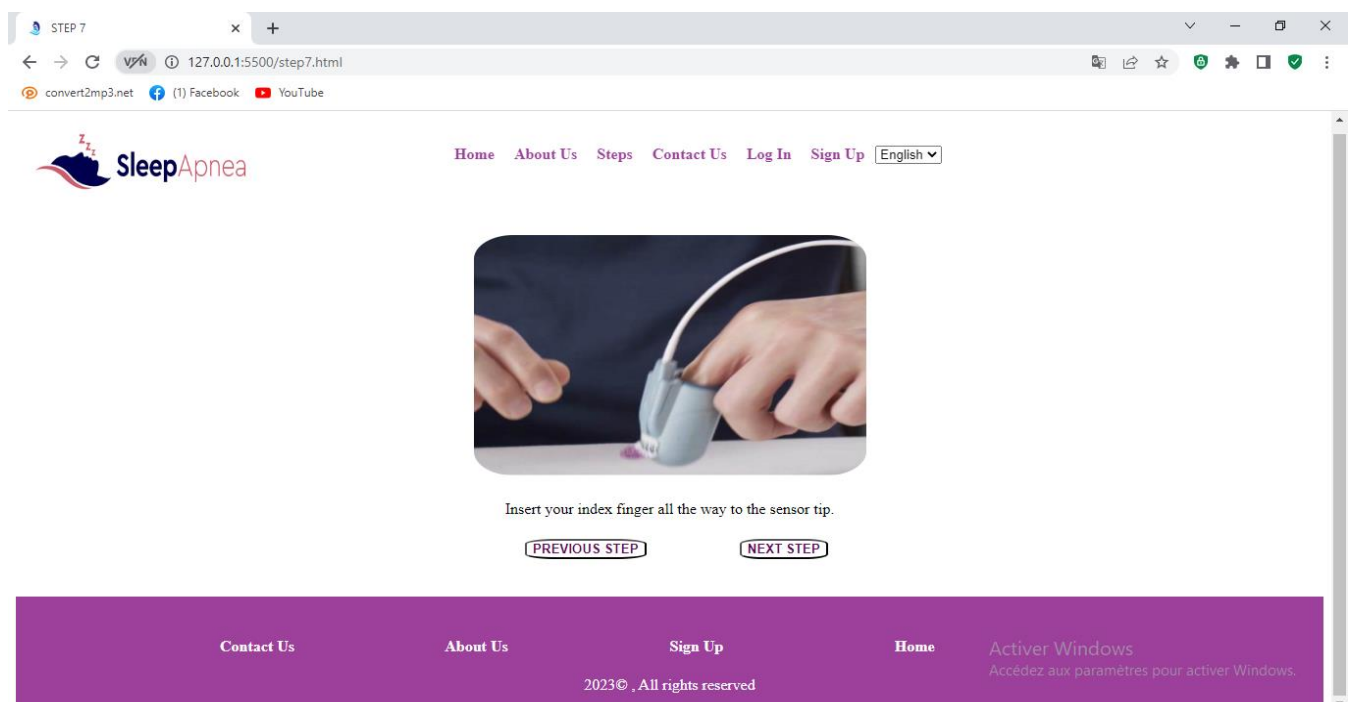 STEP 7
127.0.0.1:5500/step7.html
convert2mp3.net (1) Facebook YouTube
zzz
SleepApnea
Home About Us Steps Contact Us Log In Sign Up English
Insert your index finger all the way to the sensor tip.
PREVIOUS STEP NEXT STEP
Contact Us About Us Sign Up Home
Activer Windows
Accédez aux paramètres pour activer Windows.
2023© , All rights reserved